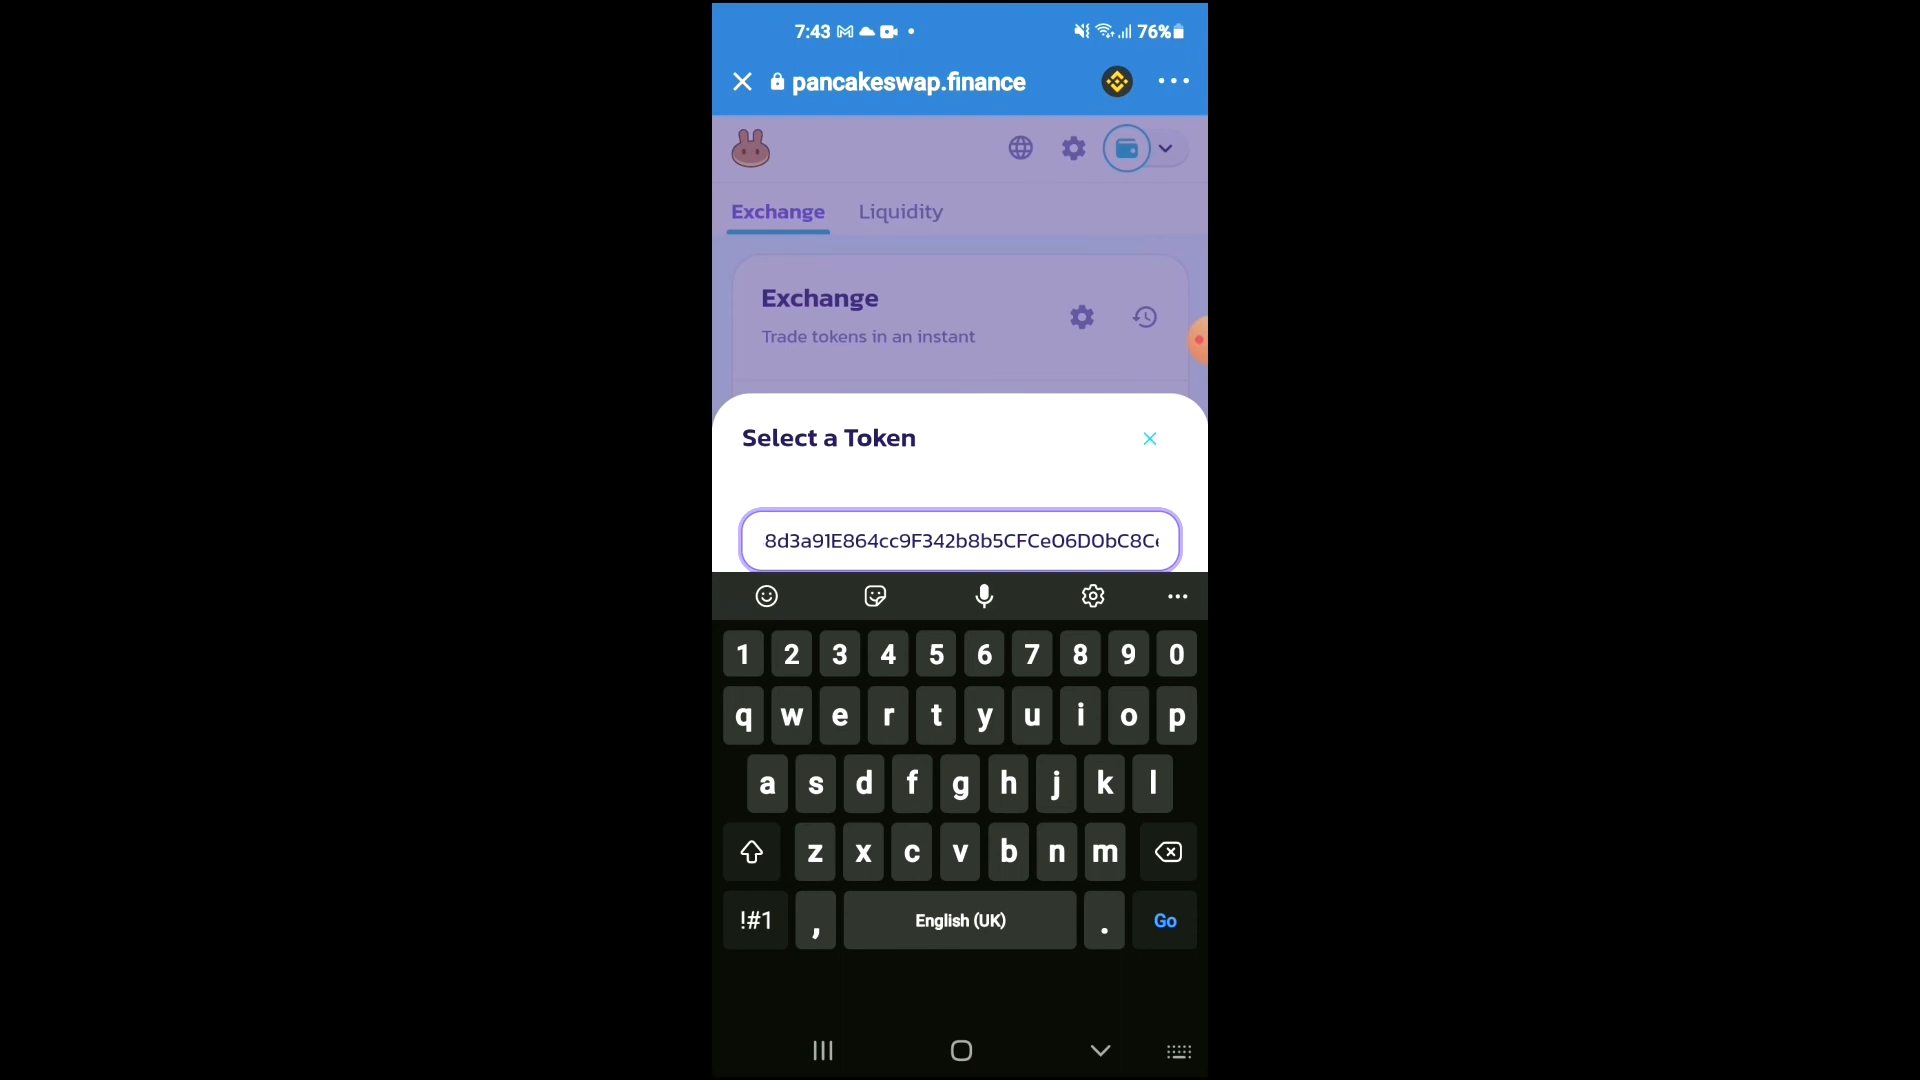 7:43 76%
pancakeswap.finance
Exchange Liquidity
Exchange
Trade tokens in an instant
Select a Token
8d3a91E864cc9F342b8b5CFCe06D0bC8C
1 2 3 4 5 6 7 8 9 0
q w e r t y u i o p
a s d f g h j k l
z x c v b n m
!#1 , English (UK) . Go